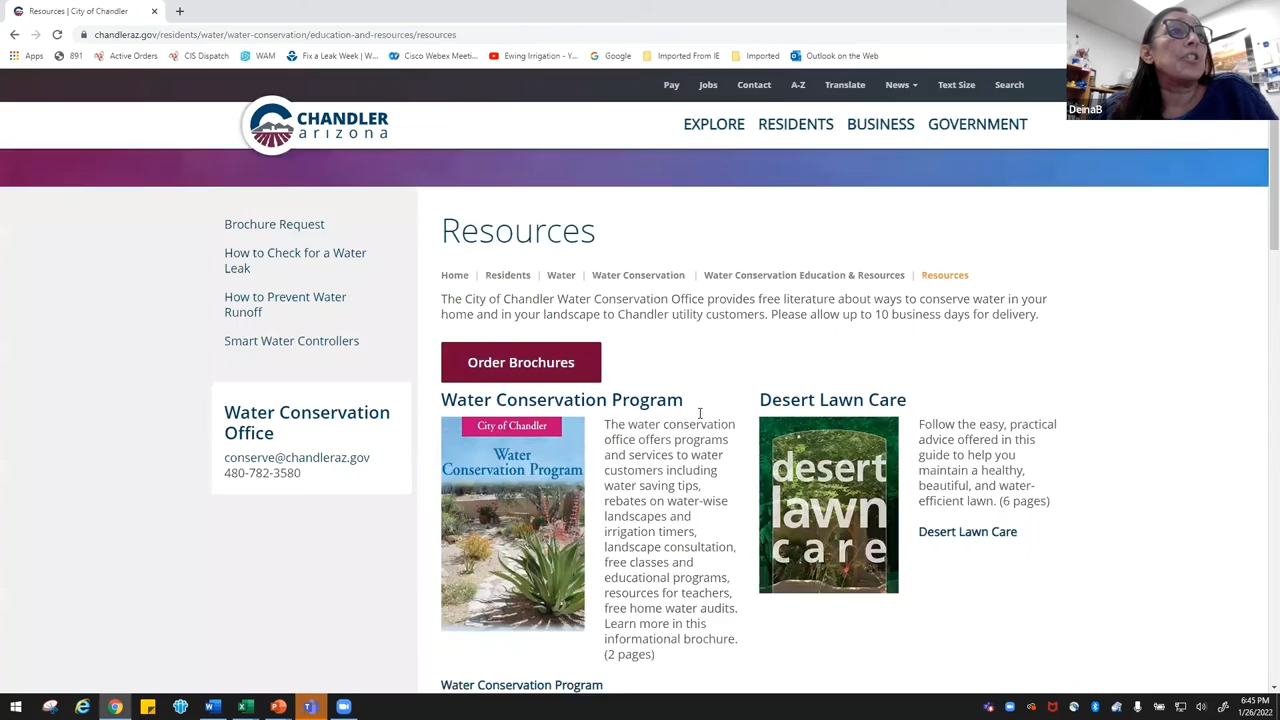 Resources | City of Chandler
chandleraz.gov/residents/water/water-conservation/education-and-resources/resources
Apps
891
Active Orders
CIS Dispatch
WAM
Fix a Leak Week | W...
Cisco Webex Meeti...
Ewing Irrigation - Y...
Google
Imported From IE
Imported
Outlook on the Web
DeinaB
Pay
Jobs
Contact
A-Z
Translate
News
Text Size
Search
CHANDLER
arizona
EXPLORE
RESIDENTS
BUSINESS
GOVERNMENT
Brochure Request
How to Check for a Water
Leak
How to Prevent Water
Runoff
Smart Water Controllers
Water Conservation
Office
conserve@chandleraz.gov
480-782-3580
Resources
Home | Residents | Water | Water Conservation | Water Conservation Education & Resources | Resources
The City of Chandler Water Conservation Office provides free literature about ways to conserve water in your
home and in your landscape to Chandler utility customers. Please allow up to 10 business days for delivery.
Order Brochures
Water Conservation Program
City of Chandler
Water
Conservation Program
The water conservation
office offers programs
and services to water
customers including
water saving tips,
rebates on water-wise
landscapes and
irrigation timers,
landscape consultation,
free classes and
educational programs,
resources for teachers,
free home water audits.
Learn more in this
informational brochure.
(2 pages)
Water Conservation Program
Desert Lawn Care
desert
lawn
care
Follow the easy, practical
advice offered in this
guide to help you
maintain a healthy,
beautiful, and water-
efficient lawn. (6 pages)
Desert Lawn Care
6:45 PM
1/26/2022